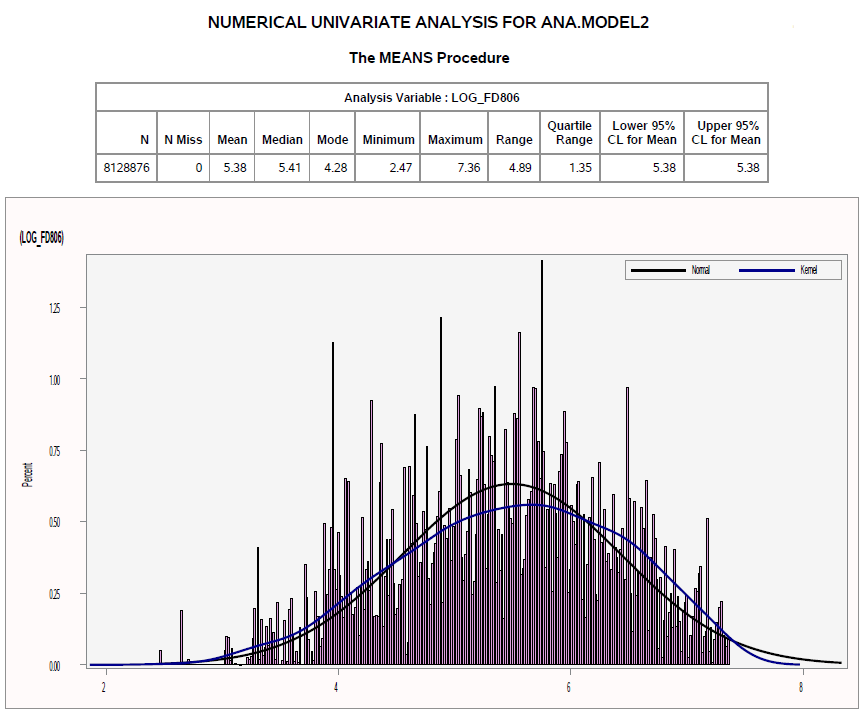 NUMERICAL UNIVARIATE ANALYSIS FOR ANA.MODEL2
The MEANS Procedure
Analysis Variable : LOG_FD806
N N Miss Mean Median Mode Minimum Maximum Range Quartile Range Lower 95% CL for Mean Upper 95% CL for Mean
8128876 0 5.38 5.41 4.28 2.47 7.36 4.89 1.35 5.38 5.38
(LOG_FD806)
Normal Kernel
1.25
1.00
0.75
0.50
0.25
0.00
Percent
2 4 6 8